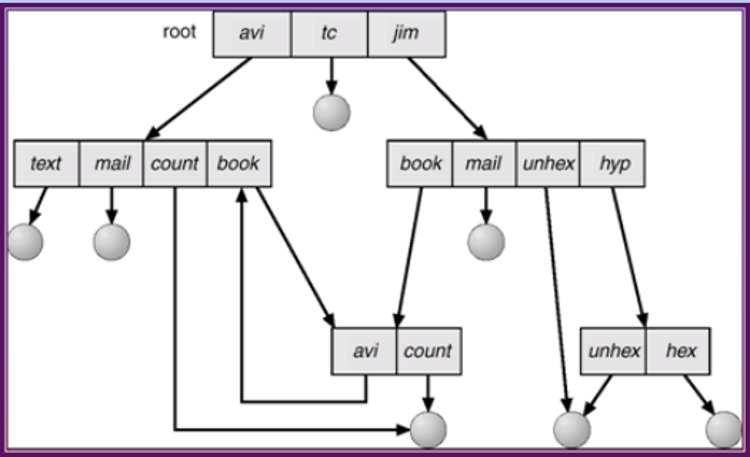 root avi tc jim
text mail count book book mail unhex hyp
avi count unhex hex